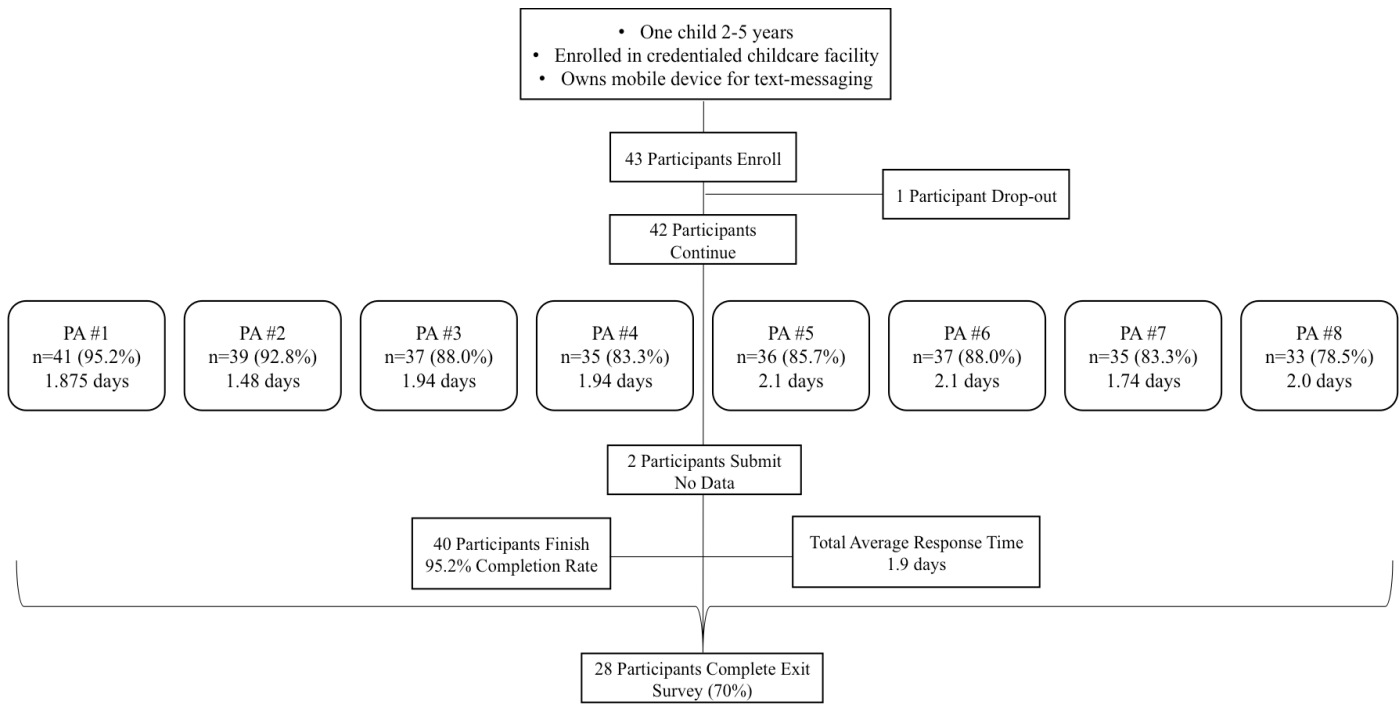 • One child 2-5 years
• Enrolled in credentialed childcare facility
• Owns mobile device for text-messaging
43 Participants Enroll
1 Participant Drop-out
42 Participants
Continue
PA #1
n=41 (95.2%)
1.875 days
PA #2
n=39 (92.8%)
1.48 days
PA #3
n=37 (88.0%)
1.94 days
PA #4
n=35 (83.3%)
1.94 days
PA #5
n=36 (85.7%)
2.1 days
PA #6
n=37 (88.0%)
2.1 days
PA #7
n=35 (83.3%)
1.74 days
PA #8
n=33 (78.5%)
2.0 days
2 Participants Submit
No Data
40 Participants Finish
95.2% Completion Rate
Total Average Response Time
1.9 days
28 Participants Complete Exit
Survey (70%)